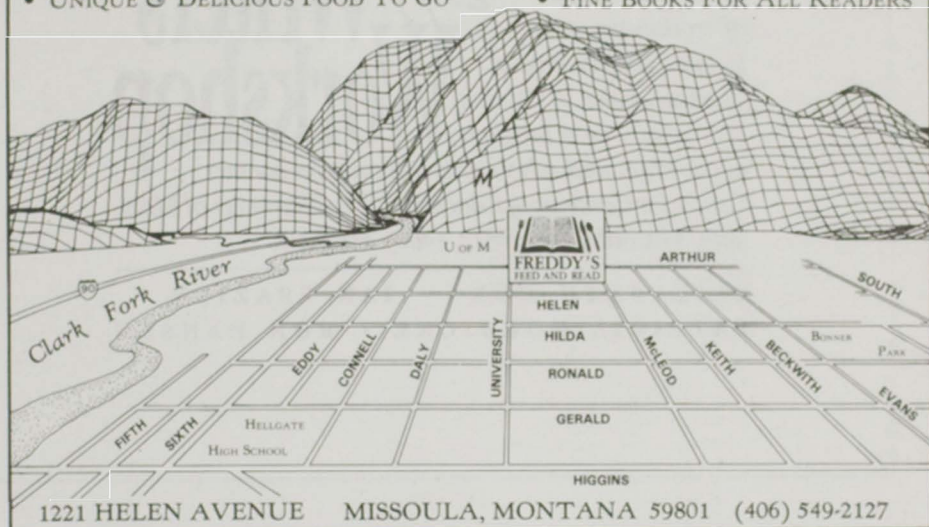 • UNIQUE & DELICIOUS FOOD TO GO
• FINE BOOKS FOR ALL READERS
M
U OF M
FREDDY'S
FEED AND READ
ARTHUR
SOUTH
90
Clark Fork River
HELEN
HILDA
BONNER
PARK
EDDY
CONNELL
DALY
UNIVERSITY
McLEOD
KEITH
BECKWITH
RONALD
EVANS
GERALD
FIFTH
SIXTH
HELLGATE
HIGH SCHOOL
HIGGINS
1221 HELEN AVENUE MISSOULA, MONTANA 59801 (406) 549-2127